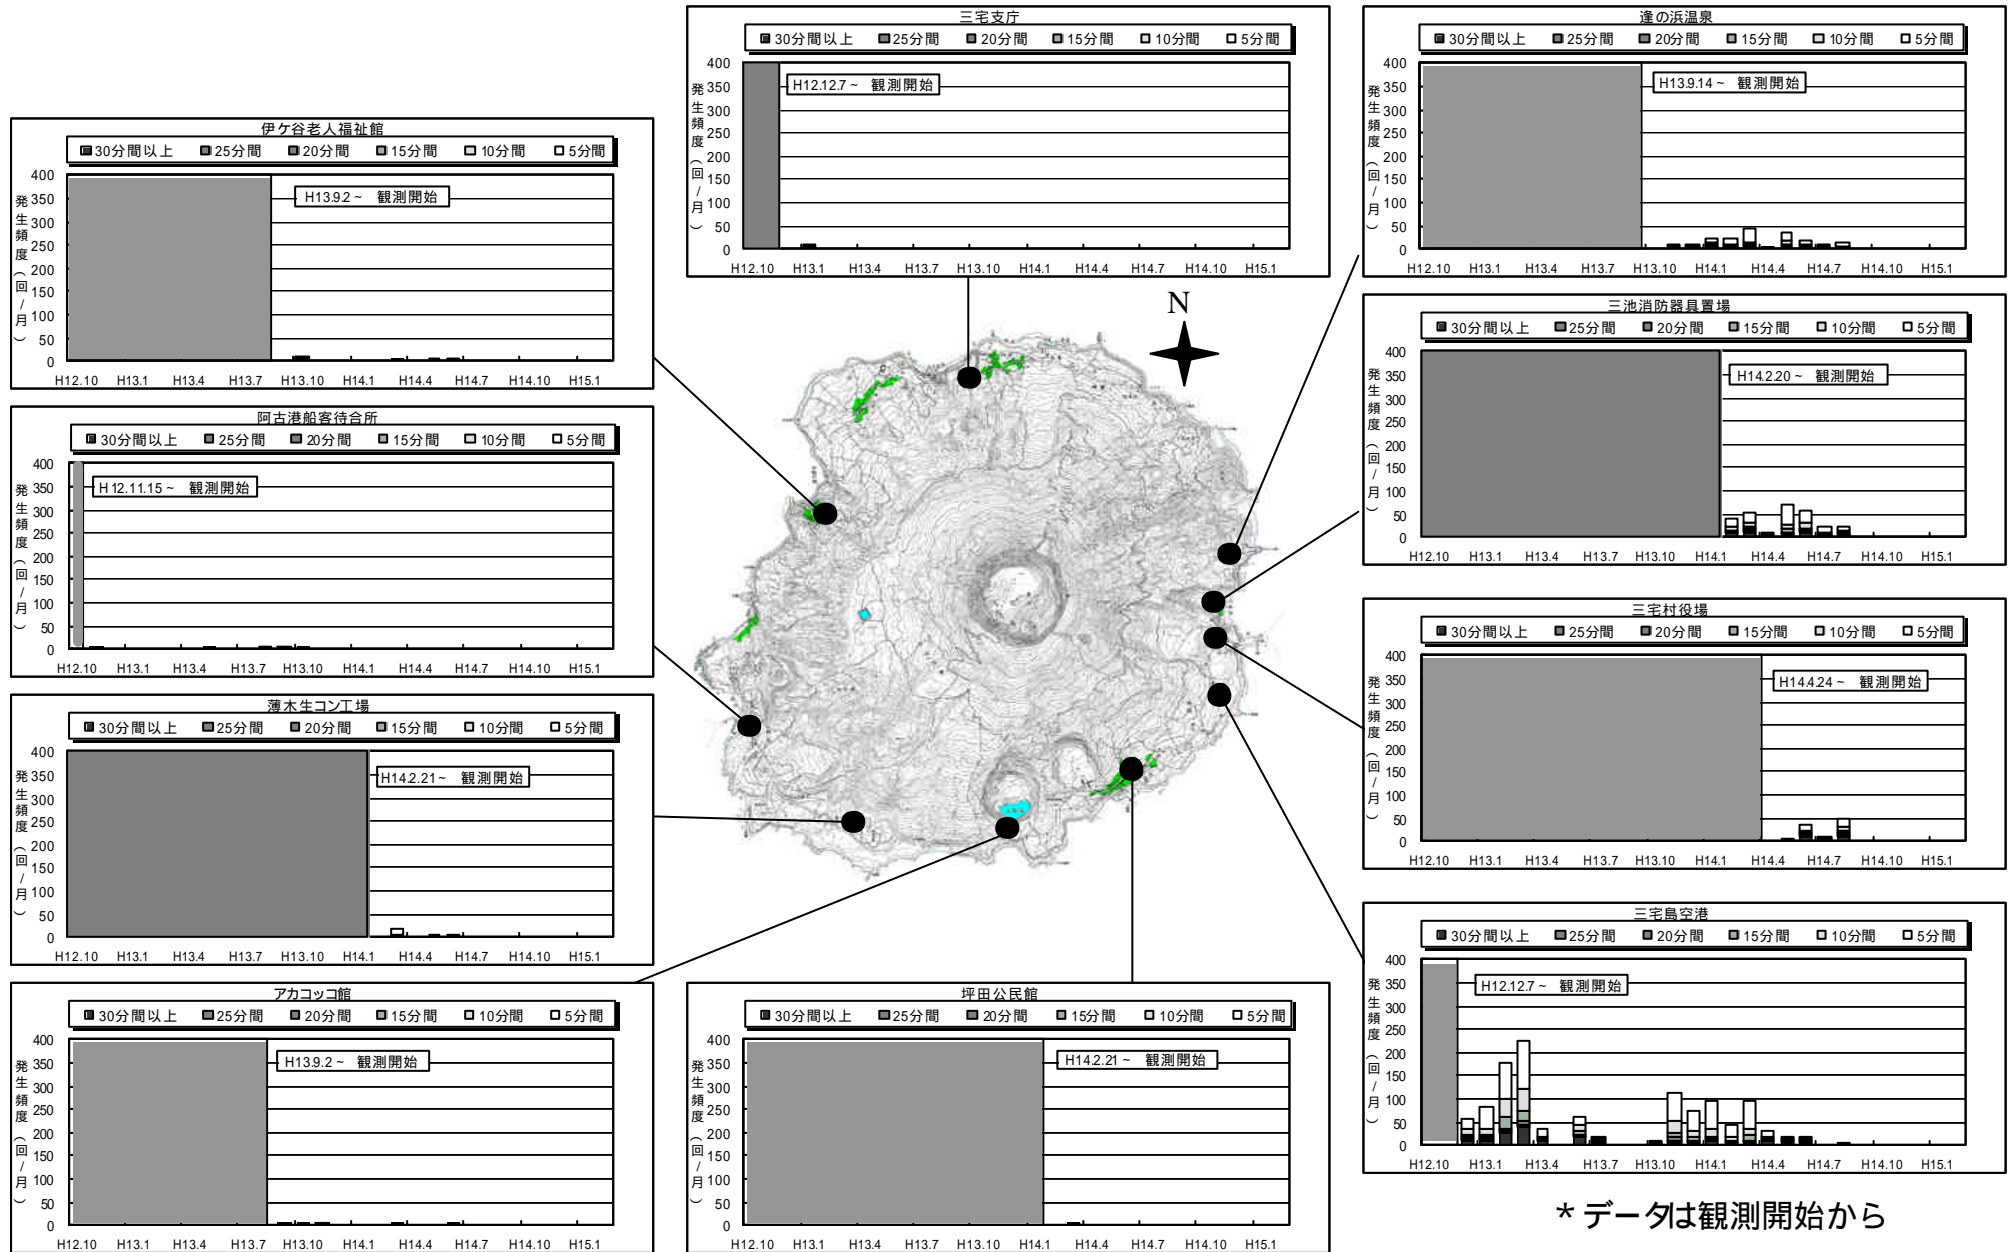 三宅支庁
30分間以上 25分間 20分間 15分間 10分間 5分間
発生頻度(回/月)
400
350
300
250
200
150
100
50
0
H12.12.7~ 観測開始
H12.10 H13.1 H13.4 H13.7 H13.10 H14.1 H14.4 H14.7 H14.10 H15.1
逢の浜温泉
30分間以上 25分間 20分間 15分間 10分間 5分間
発生頻度(回/月)
400
350
300
250
200
150
100
50
0
H13.9.14~ 観測開始
H12.10 H13.1 H13.4 H13.7 H13.10 H14.1 H14.4 H14.7 H14.10 H15.1
伊ケ谷老人福祉館
30分間以上 25分間 20分間 15分間 10分間 5分間
発生頻度(回/月)
400
350
300
250
200
150
100
50
0
H13.9.2~ 観測開始
H12.10 H13.1 H13.4 H13.7 H13.10 H14.1 H14.4 H14.7 H14.10 H15.1
N
三池消防器具置場
30分間以上 25分間 20分間 15分間 10分間 5分間
発生頻度(回/月)
400
350
300
250
200
150
100
50
0
H14.2.20~ 観測開始
H12.10 H13.1 H13.4 H13.7 H13.10 H14.1 H14.4 H14.7 H14.10 H15.1
阿古港船客待合所
30分間以上 25分間 20分間 15分間 10分間 5分間
発生頻度(回/月)
400
350
300
250
200
150
100
50
0
H12.11.15~ 観測開始
H12.10 H13.1 H13.4 H13.7 H13.10 H14.1 H14.4 H14.7 H14.10 H15.1
三宅村役場
30分間以上 25分間 20分間 15分間 10分間 5分間
発生頻度(回/月)
400
350
300
250
200
150
100
50
0
H14.4.24~ 観測開始
H12.10 H13.1 H13.4 H13.7 H13.10 H14.1 H14.4 H14.7 H14.10 H15.1
薄木生コン工場
30分間以上 25分間 20分間 15分間 10分間 5分間
発生頻度(回/月)
400
350
300
250
200
150
100
50
0
H14.2.21~ 観測開始
H12.10 H13.1 H13.4 H13.7 H13.10 H14.1 H14.4 H14.7 H14.10 H15.1
三宅島空港
30分間以上 25分間 20分間 15分間 10分間 5分間
発生頻度(回/月)
400
350
300
250
200
150
100
50
0
H12.12.7~ 観測開始
H12.10 H13.1 H13.4 H13.7 H13.10 H14.1 H14.4 H14.7 H14.10 H15.1
アカコッコ館
30分間以上 25分間 20分間 15分間 10分間 5分間
発生頻度(回/月)
400
350
300
250
200
150
100
50
0
H13.9.2~ 観測開始
H12.10 H13.1 H13.4 H13.7 H13.10 H14.1 H14.4 H14.7 H14.10 H15.1
坪田公民館
30分間以上 25分間 20分間 15分間 10分間 5分間
発生頻度(回/月)
400
350
300
250
200
150
100
50
0
H14.2.21~ 観測開始
H12.10 H13.1 H13.4 H13.7 H13.10 H14.1 H14.4 H14.7 H14.10 H15.1
*データは観測開始から